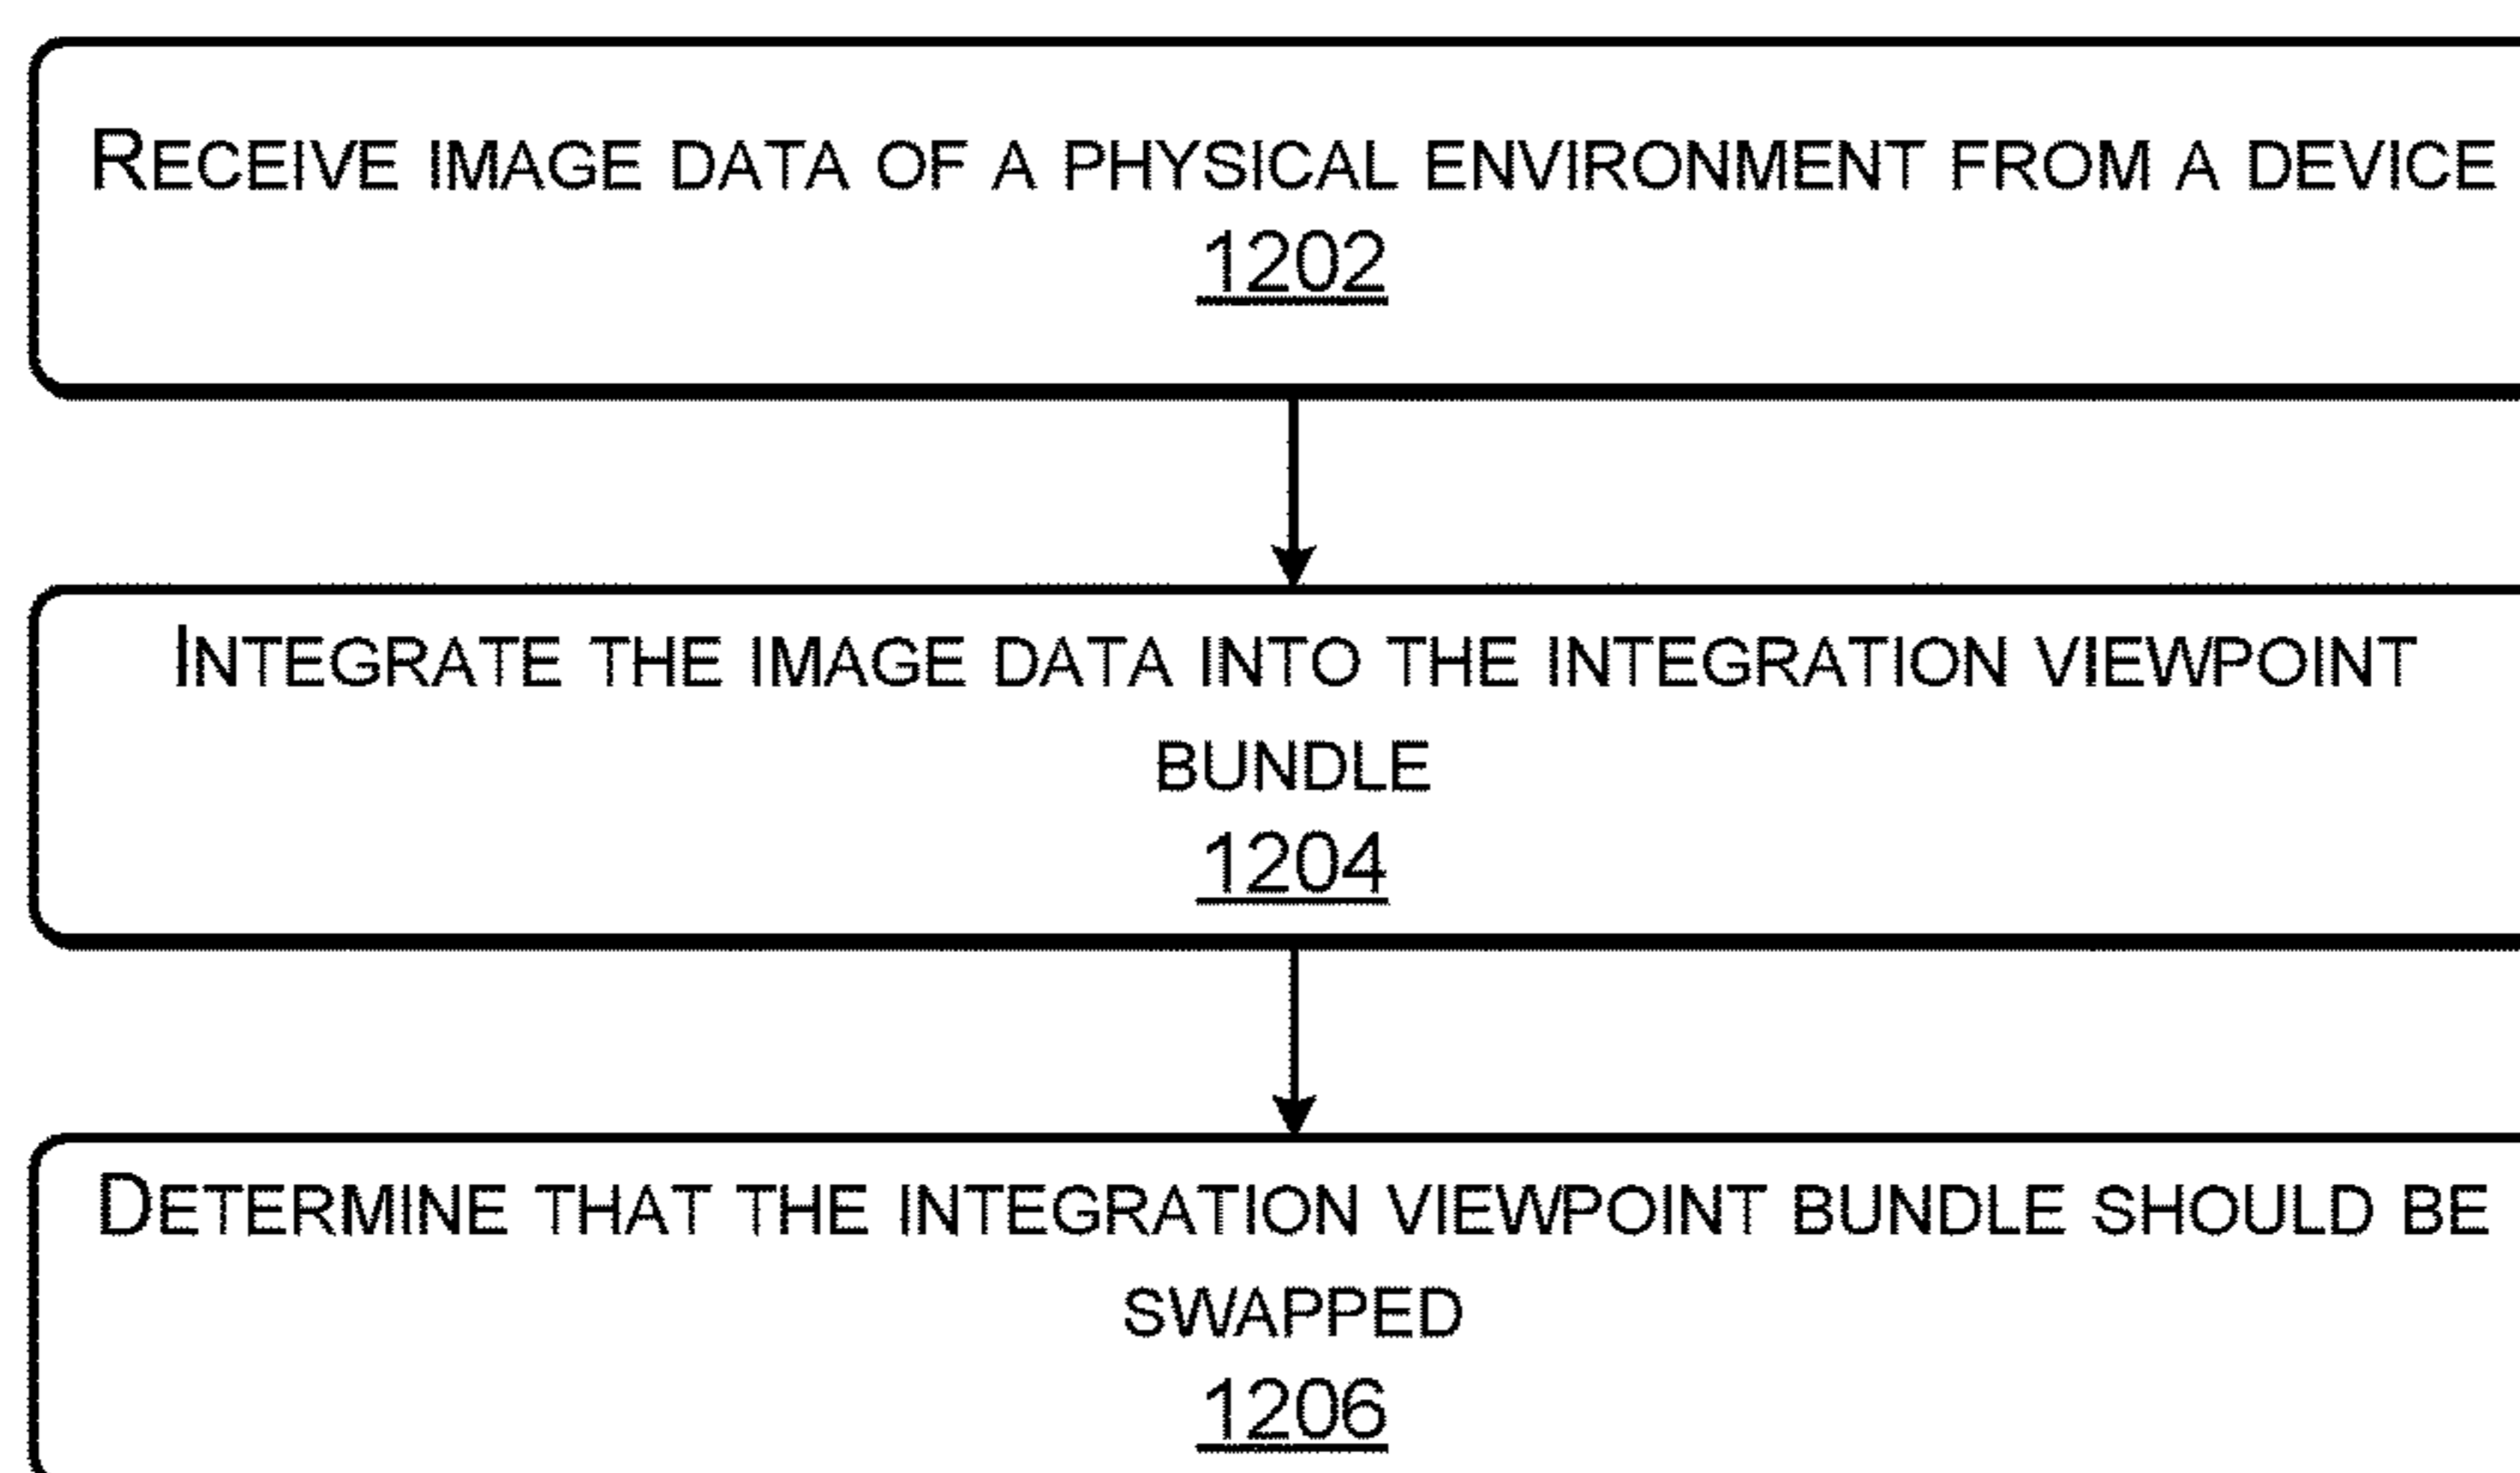 RECEIVE IMAGE DATA OF A PHYSICAL ENVIRONMENT FROM A DEVICE
1202
INTEGRATE THE IMAGE DATA INTO THE INTEGRATION VIEWPOINT
BUNDLE
1204
DETERMINE THAT THE INTEGRATION VIEWPOINT BUNDLE SHOULD BE
SWAPPED
1206